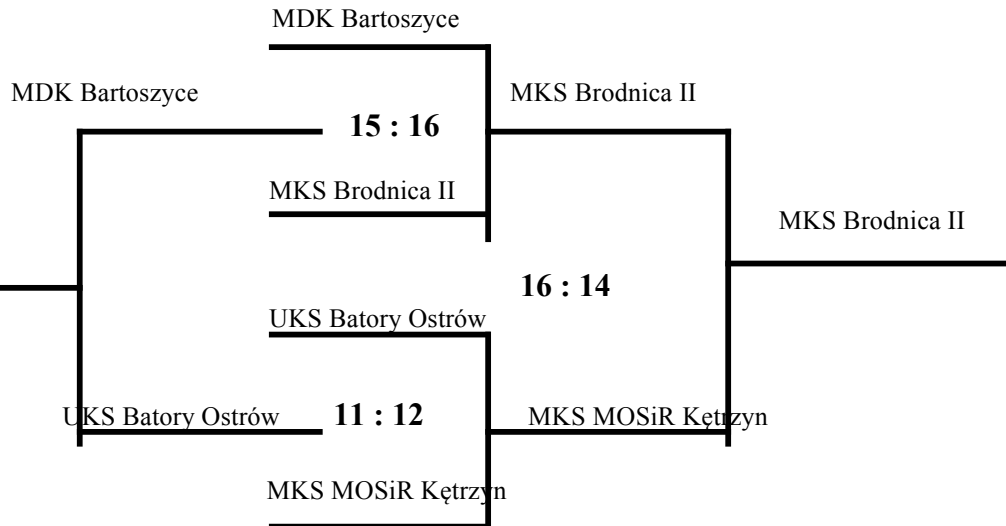 MDK Bartoszyce
MDK Bartoszyce
MKS Brodnica II
15 : 16
MKS Brodnica II
MKS Brodnica II
16 : 14
UKS Batory Ostrów
UKS Batory Ostrów
11 : 12
MKS MOSiR Kętrzyn
MKS MOSiR Kętrzyn